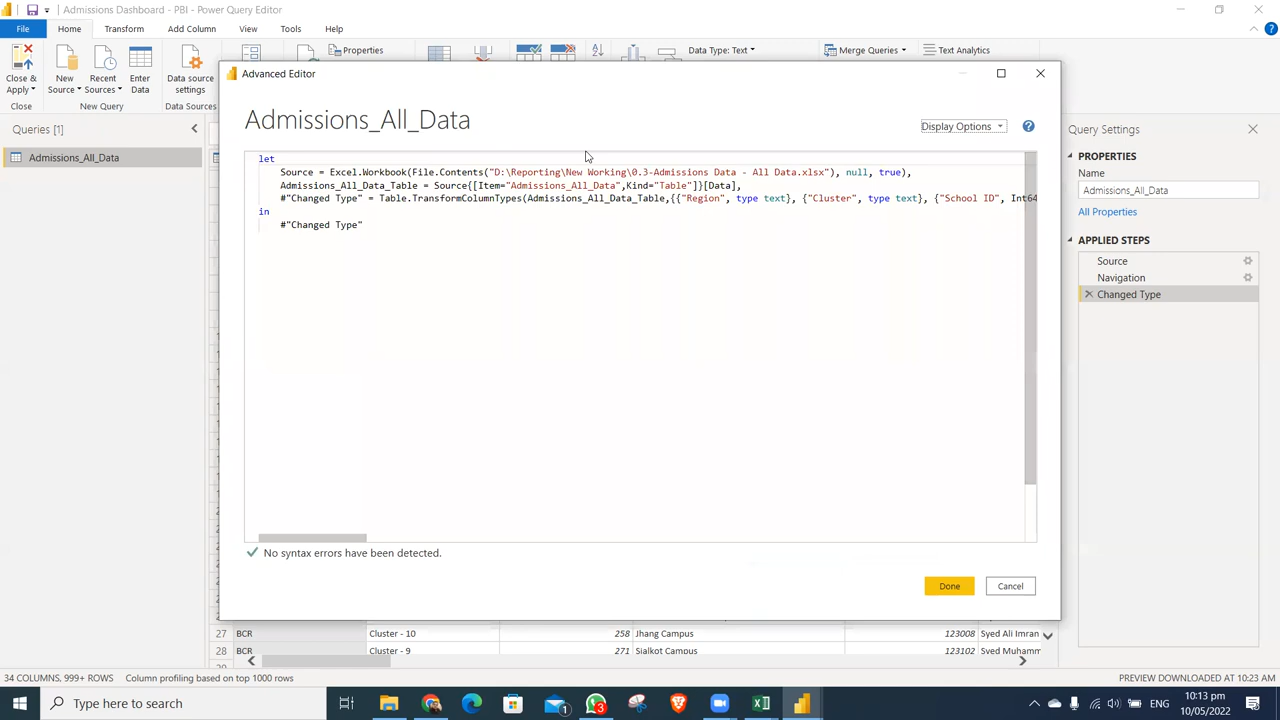 Admissions Dashboard - PBI - Power Query Editor
File Home Transform Add Column View Tools Help
Properties
Data Type: Text
Merge Queries
Text Analytics
Close &
Apply
New
Source
Recent
Sources
Enter
Data
Data source
settings
Close
New Query
Data Sources
Queries [1]
Admissions_All_Data
Advanced Editor
Admissions_All_Data
Display Options
let
Source = Excel.Workbook(File.Contents("D:\Reporting\New Working\0.3-Admissions Data - All Data.xlsx"), null, true),
Admissions_All_Data_Table = Source{[Item="Admissions_All_Data",Kind="Table"]}[Data],
#"Changed Type" = Table.TransformColumnTypes(Admissions_All_Data_Table,{{"Region", type text}, {"Cluster", type text}, {"School ID", Int64
in
#"Changed Type"
No syntax errors have been detected.
Done
Cancel
Query Settings
PROPERTIES
Name
Admissions_All_Data
All Properties
APPLIED STEPS
Source
Navigation
Changed Type
27 BCR Cluster - 10 258 Jhang Campus 123008 Syed Ali Imran
28 BCR Cluster - 9 271 Sialkot Campus 123102 Syed Muhamm
34 COLUMNS, 999+ ROWS Column profiling based on top 1000 rows
PREVIEW DOWNLOADED AT 10:23 AM
Type here to search
1
3
ENG
10:13 pm
10/05/2022